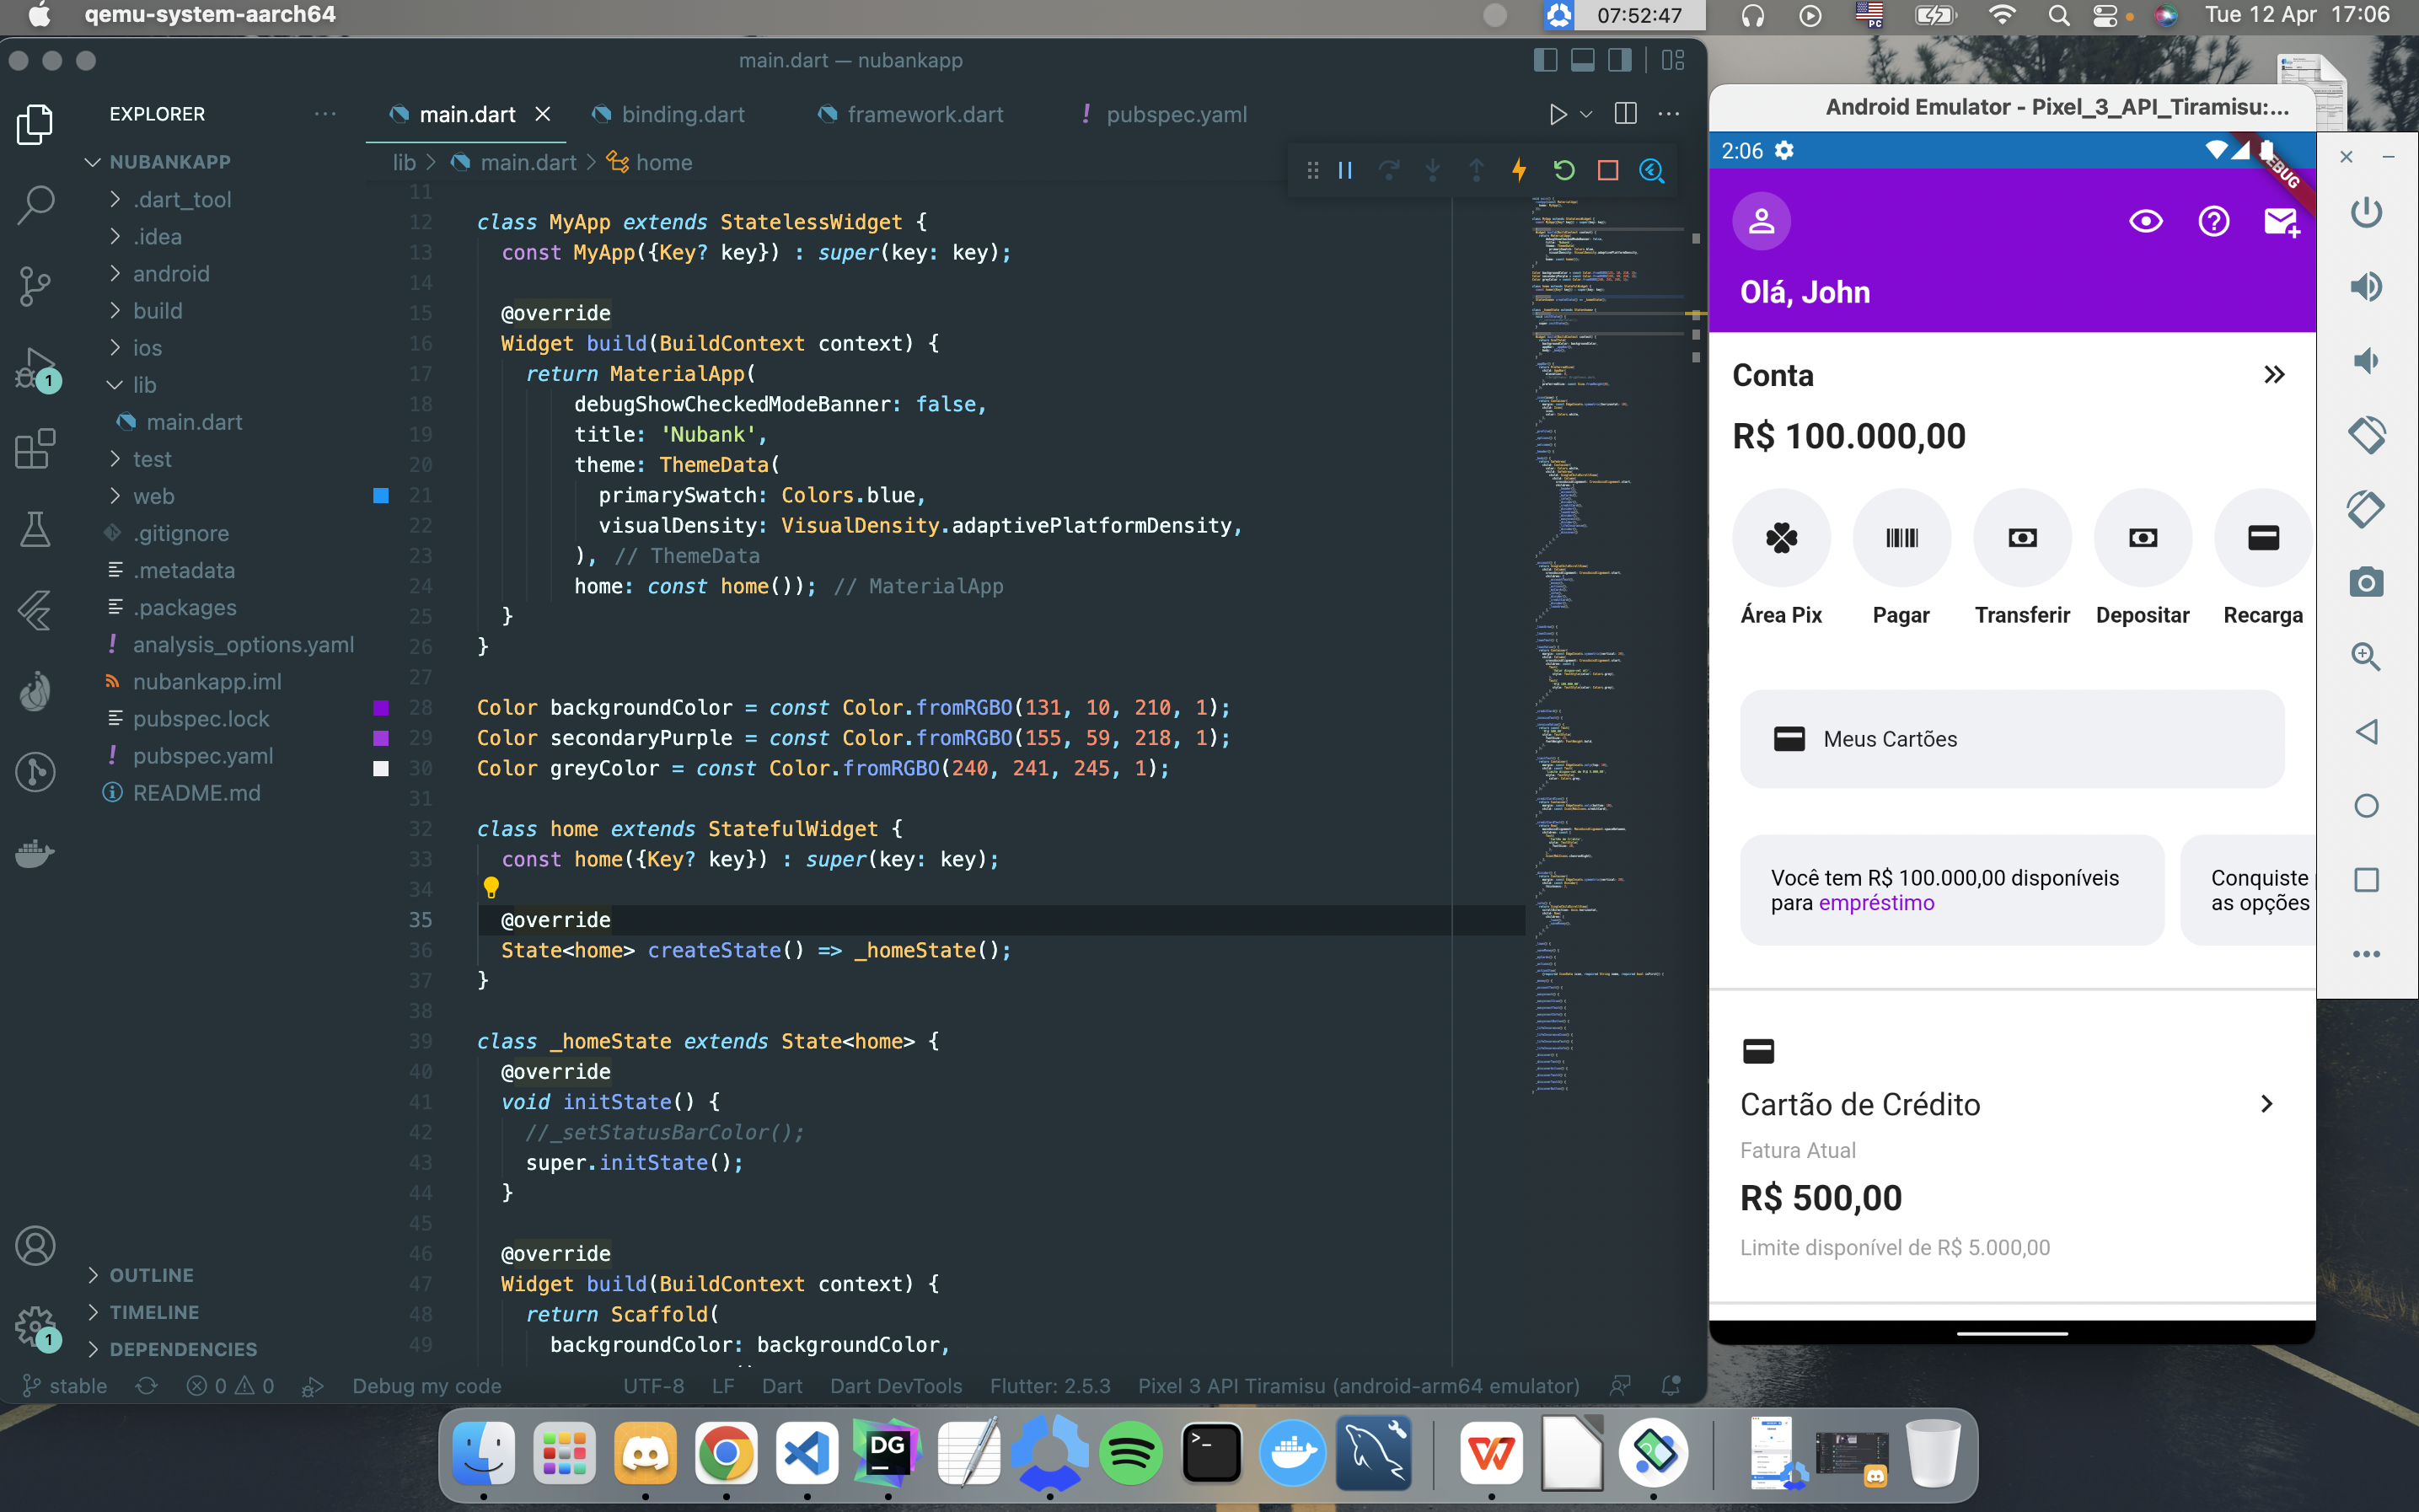 qemu-system-aarch64
07:52:47
PC
Tue 12 Apr 17:06
main.dart — nubankapp
EXPLORER
NUBANKAPP
.dart_tool
.idea
android
build
ios
lib
main.dart
test
web
.gitignore
.metadata
.packages
analysis_options.yaml
nubankapp.iml
pubspec.lock
pubspec.yaml
README.md
OUTLINE
TIMELINE
DEPENDENCIES
1
1
main.dart
binding.dart
framework.dart
! pubspec.yaml
lib > main.dart > home
11
12 class MyApp extends StatelessWidget {
13 const MyApp({Key? key}) : super(key: key);
14
15 @override
16 Widget build(BuildContext context) {
17 return MaterialApp(
18 debugShowCheckedModeBanner: false,
19 title: 'Nubank',
20 theme: ThemeData(
21 primarySwatch: Colors.blue,
22 visualDensity: VisualDensity.adaptivePlatformDensity,
23 ), // ThemeData
24 home: const home()); // MaterialApp
25 }
26 }
27
28 Color backgroundColor = const Color.fromRGBO(131, 10, 210, 1);
29 Color secondaryPurple = const Color.fromRGBO(155, 59, 218, 1);
30 Color greyColor = const Color.fromRGBO(240, 241, 245, 1);
31
32 class home extends StatefulWidget {
33 const home({Key? key}) : super(key: key);
34
35 @override
36 State<home> createState() => _homeState();
37 }
38
39 class _homeState extends State<home> {
40 @override
41 void initState() {
42 //_setStatusBarColor();
43 super.initState();
44 }
45
46 @override
47 Widget build(BuildContext context) {
48 return Scaffold(
49 backgroundColor: backgroundColor,
stable
0 0
Debug my code
UTF-8
LF
Dart
Dart DevTools
Flutter: 2.5.3
Pixel 3 API Tiramisu (android-arm64 emulator)
Android Emulator - Pixel_3_API_Tiramisu:...
2:06
Olá, John
Conta
R$ 100.000,00
Área Pix
Pagar
Transferir
Depositar
Recarga
Meus Cartões
Você tem R$ 100.000,00 disponíveis
para empréstimo
Conquiste
as opções
Cartão de Crédito
Fatura Atual
R$ 500,00
Limite disponível de R$ 5.000,00
DG